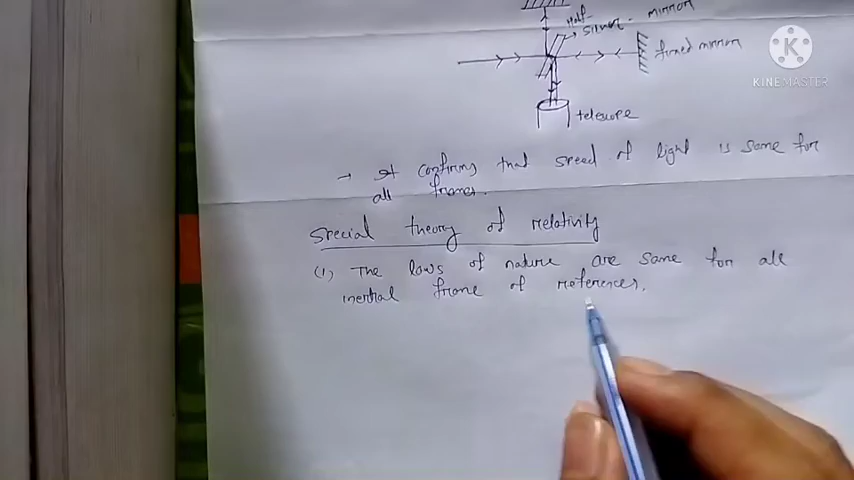 Half-
silver. mirror
fixed mirror
K
KINEMASTER
telescope
→ It confirms that speed of light is same for
all frames.
Special theory of relativity
(1) The laws of nature are same for all
inertial frame of references.